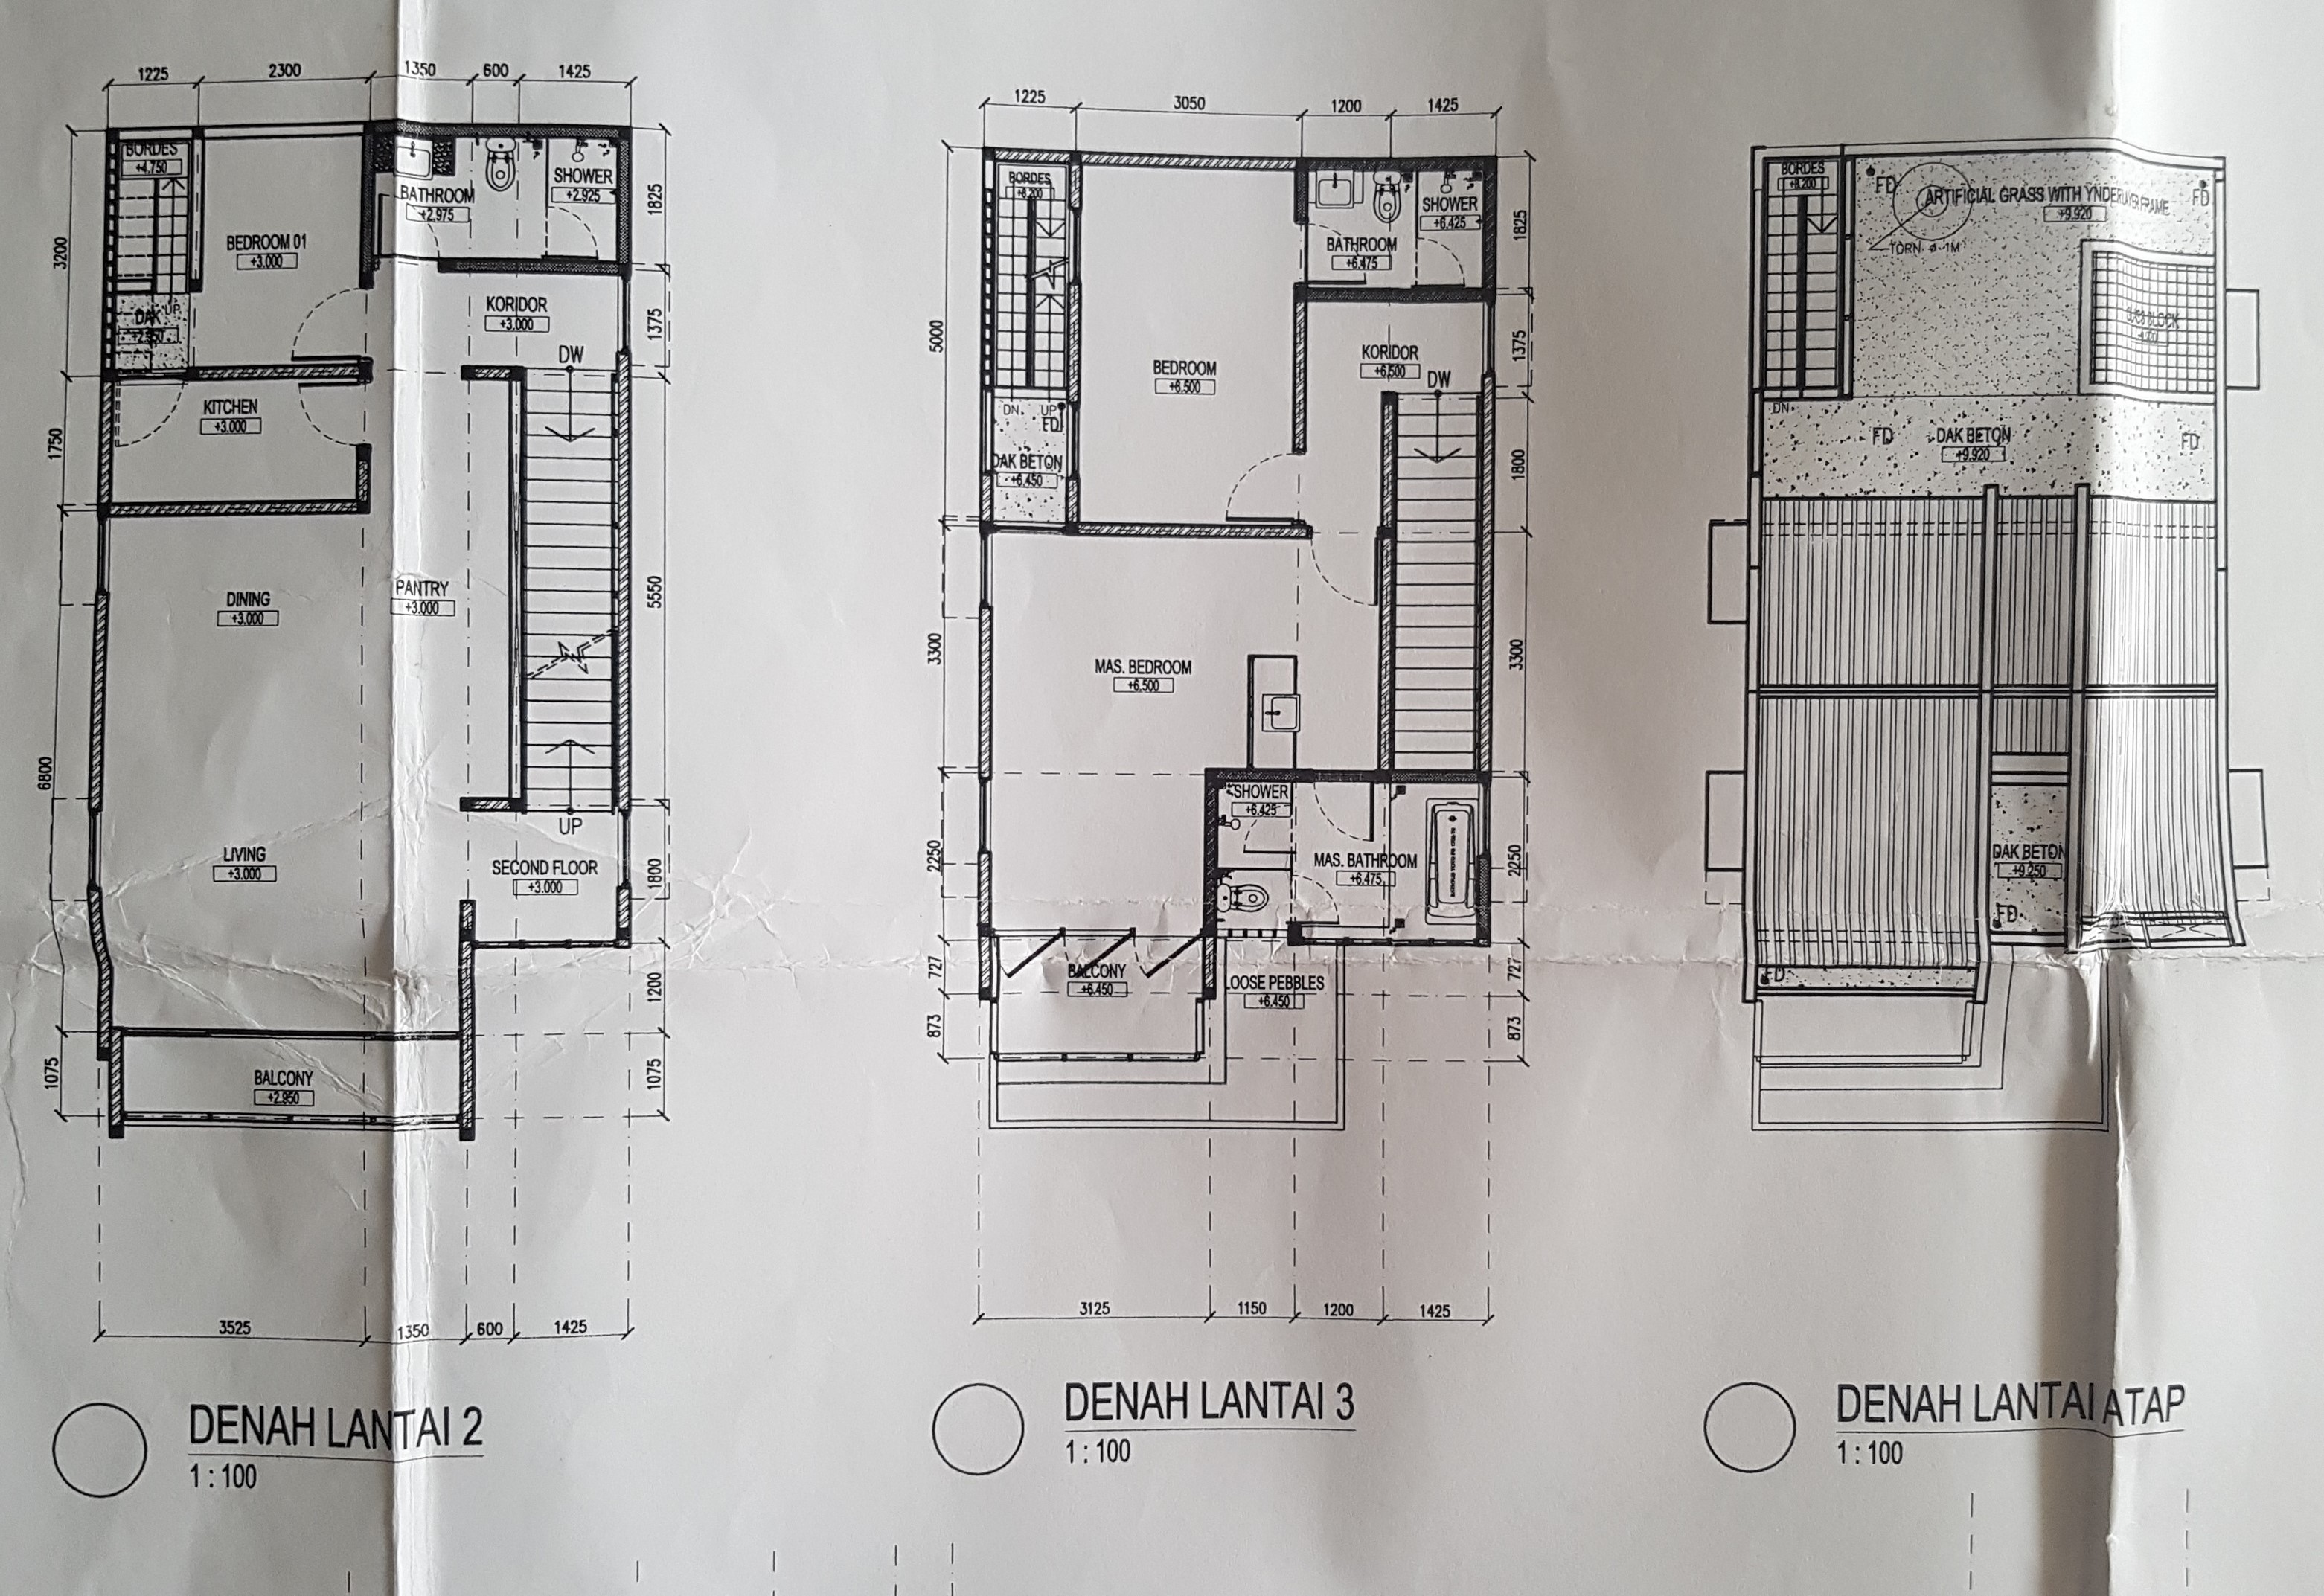 1225 2300 1350 600 1425
BORDES
+4.750
BEDROOM 01
+3.000
BATHROOM
+2.975
SHOWER
+2.925
KORIDOR
+3.000
UP
DAK
DW
KITCHEN
+3.000
DINING
+3.000
PANTRY
+3.000
UP
LIVING
+3.000
SECOND FLOOR
+3.000
BALCONY
+2.950
3200
1750
6800
1075
1825
1375
5550
1800
1200
1075
3525 1350 600 1425
DENAH LANTAI 2
1 : 100
1225 3050 1200 1425
BORDES
+8.200
BATHROOM
+6.475
SHOWER
+6.425
BEDROOM
+6.500
KORIDOR
+6.500
DW
DN. UP
FD
DAK BETON
+6.450
MAS. BEDROOM
+6.500
SHOWER
+6.425
MAS. BATHROOM
+6.475
BALCONY
+6.450
LOOSE PEBBLES
+6.450
5000
3300
2250
727
873
1825
1375
1800
3300
2250
727
873
3125 1150 1200 1425
DENAH LANTAI 3
1 : 100
BORDES
+8.200
FD
FD
ARTIFICIAL GRASS WITH YNDERLAYER FRAME
+9.920
TORN ø 1M
DN.
FD
DAK BETON
+9.920
FD
DAK BETON
+9.250
FD
FD
DENAH LANTAI ATAP
1 : 100